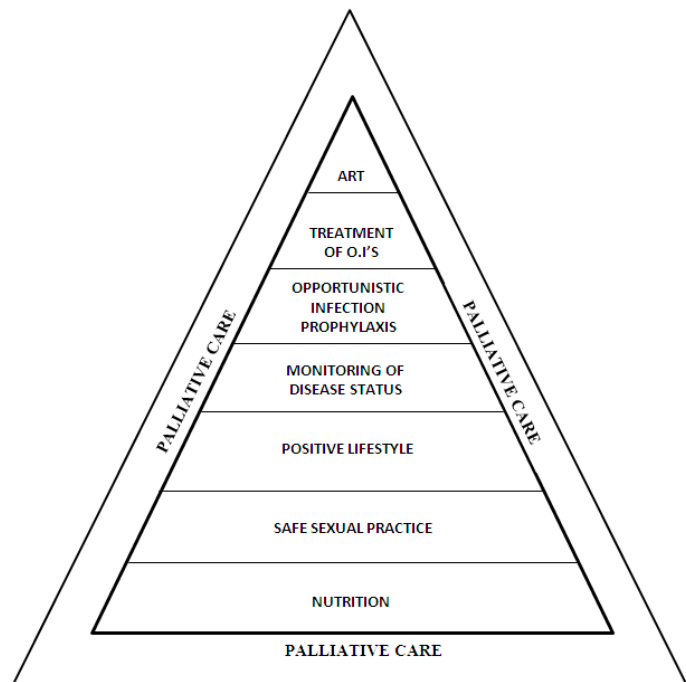 ART
TREATMENT
OF O.I'S
OPPORTUNISTIC
INFECTION
PROPHYLAXIS
PALLIATIVE CARE
PALLIATIVE CARE
MONITORING OF
DISEASE STATUS
POSITIVE LIFESTYLE
SAFE SEXUAL PRACTICE
NUTRITION
PALLIATIVE CARE